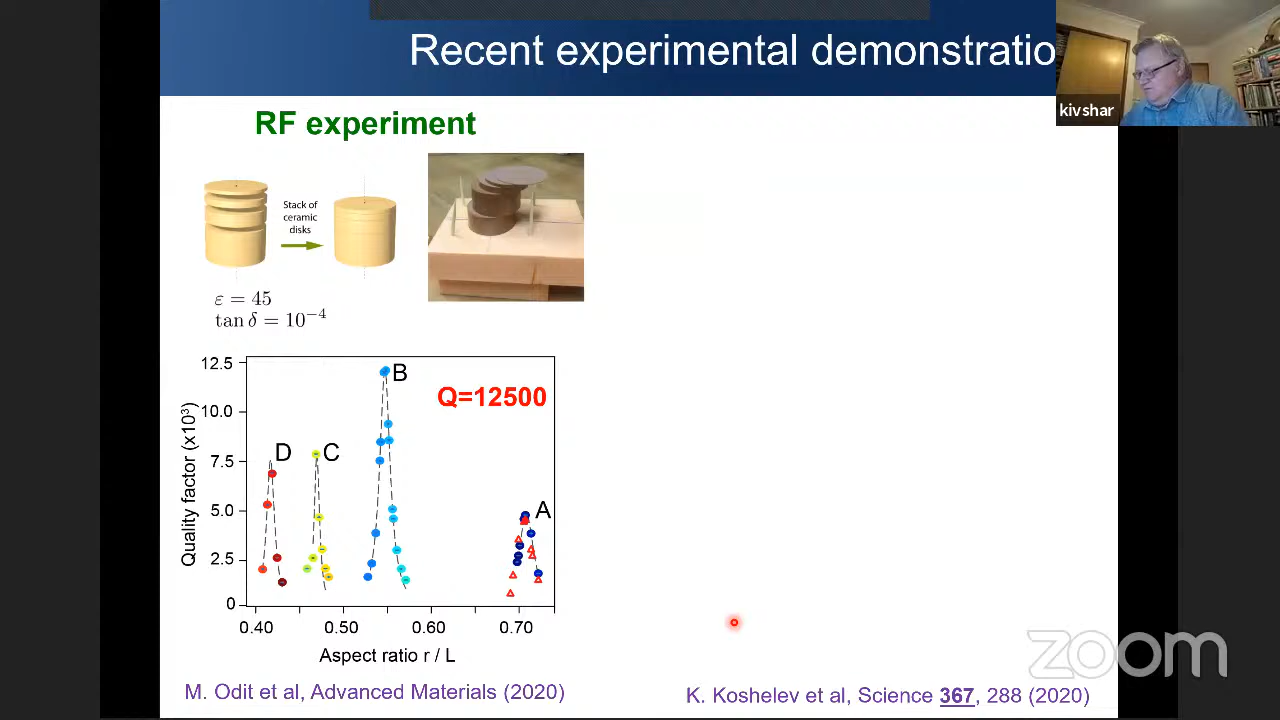 Recent experimental demonstratio
kivshar
RF experiment
Stack of
ceramic
disks
ε = 45
tan δ = 10⁻⁴
12.5
10.0
7.5
5.0
2.5
0
Quality factor (x10³)
D
C
B
A
Q=12500
0.40
0.50
0.60
0.70
Aspect ratio r / L
M. Odit et al, Advanced Materials (2020)
K. Koshelev et al, Science 367, 288 (2020)
zoom